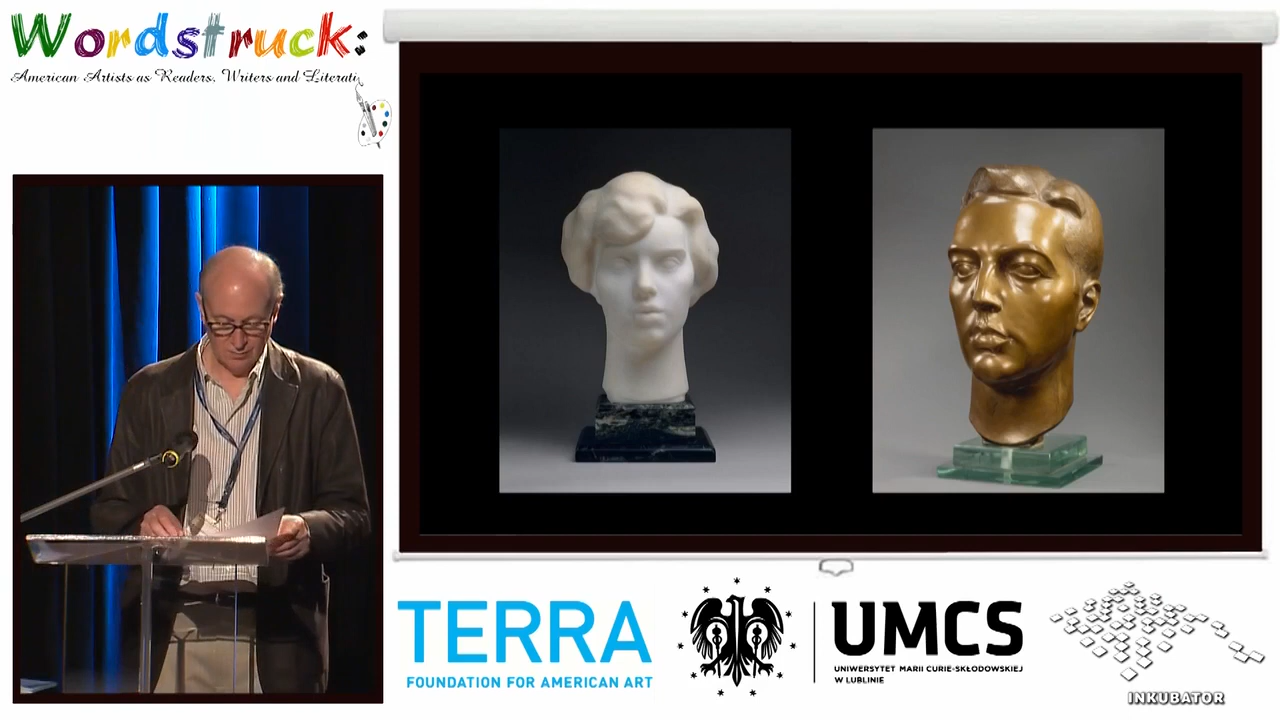 Wordstruck:
American Artists as Readers, Writers and Literati
TERRA
FOUNDATION FOR AMERICAN ART
UMCS
UNIWERSYTET MARII CURIE-SKŁODOWSKIEJ
W LUBLINIE
INKUBATOR